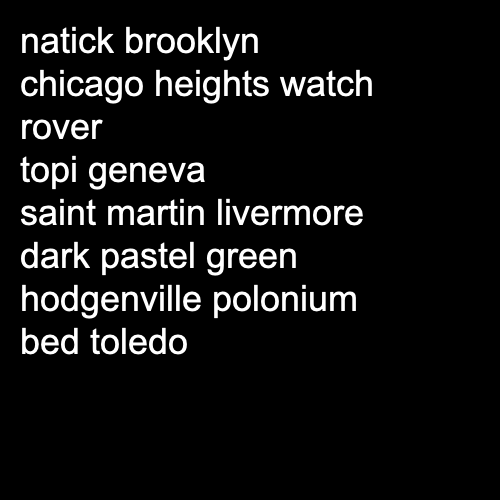 natick brooklyn
chicago heights watch
rover
topi geneva
saint martin livermore
dark pastel green
hodgenville polonium
bed toledo